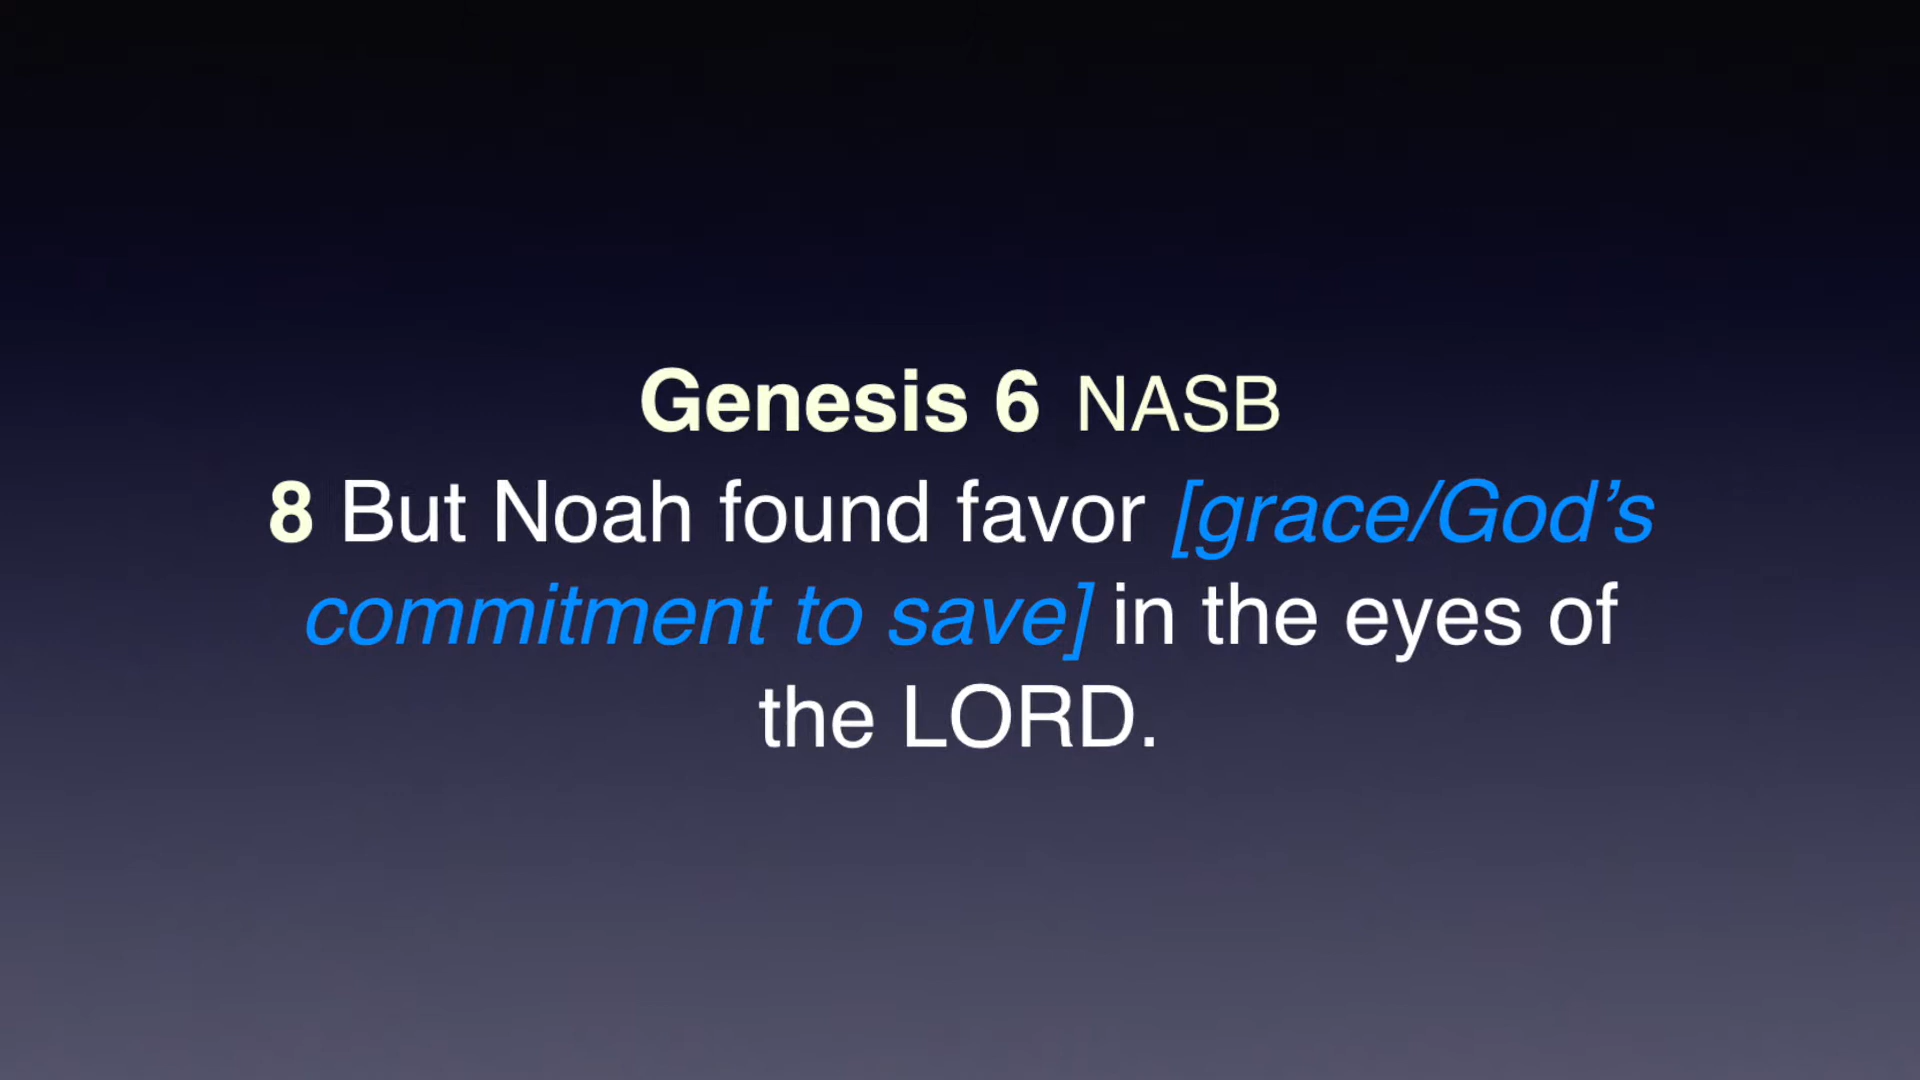 Genesis 6 NASB
8 But Noah found favor [grace/God’s
commitment to save] in the eyes of
the LORD.